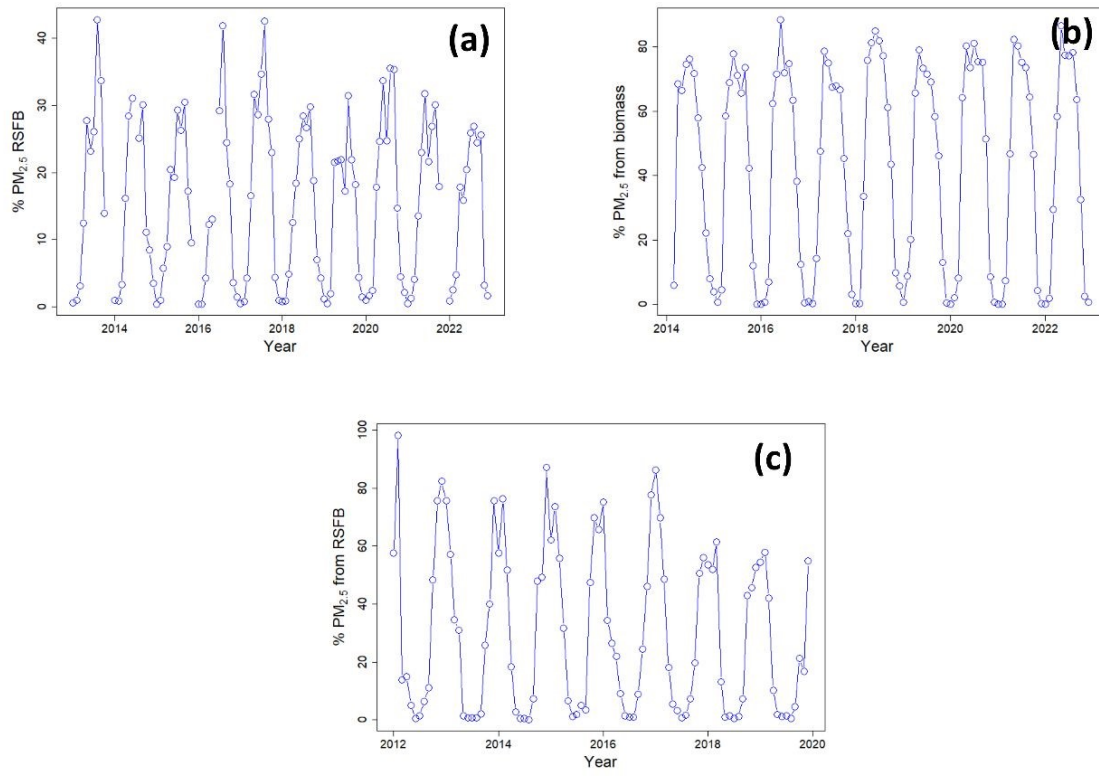 (a)
% PM2.5 RSFB
40
30
20
10
0
2014 2016 2018 2020 2022
Year
(b)
% PM2.5 from biomass
80
60
40
20
0
2014 2016 2018 2020 2022
Year
(c)
% PM2.5 from RSFB
100
80
60
40
20
0
2012 2014 2016 2018 2020
Year